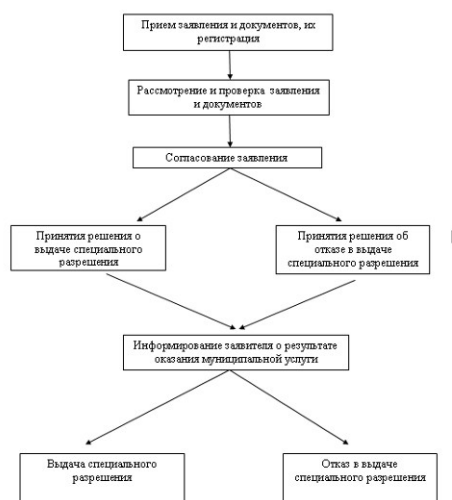 Прием заявления и документов, их
регистрация
Рассмотрение и проверка заявления
и документов
Согласование заявления
Принятия решения о
выдаче специального
разрешения
Принятия решения об
отказе в выдаче
специального разрешения
Информирование заявителя о результате
оказания муниципальной услуги
Выдача специального
разрешения
Отказ в выдаче
специального разрешения